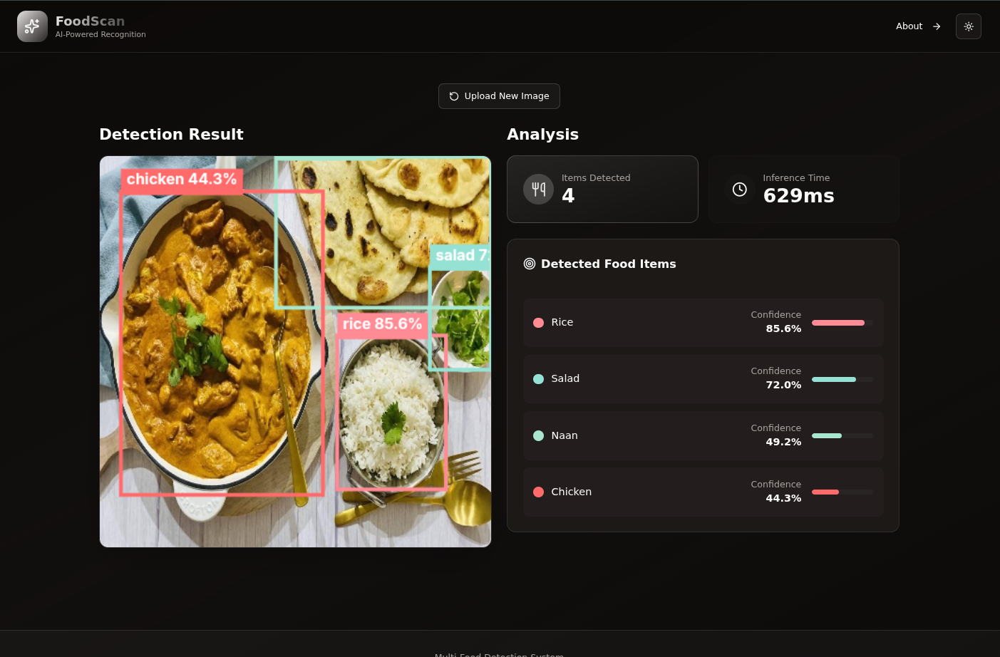 FoodScan
AI-Powered Recognition
About
Upload New Image
Detection Result
Analysis
chicken 44.3%
salad 7
rice 85.6%
Items Detected
4
Inference Time
629ms
Detected Food Items
Rice
Confidence
85.6%
Salad
Confidence
72.0%
Naan
Confidence
49.2%
Chicken
Confidence
44.3%
Multi Food Detection System